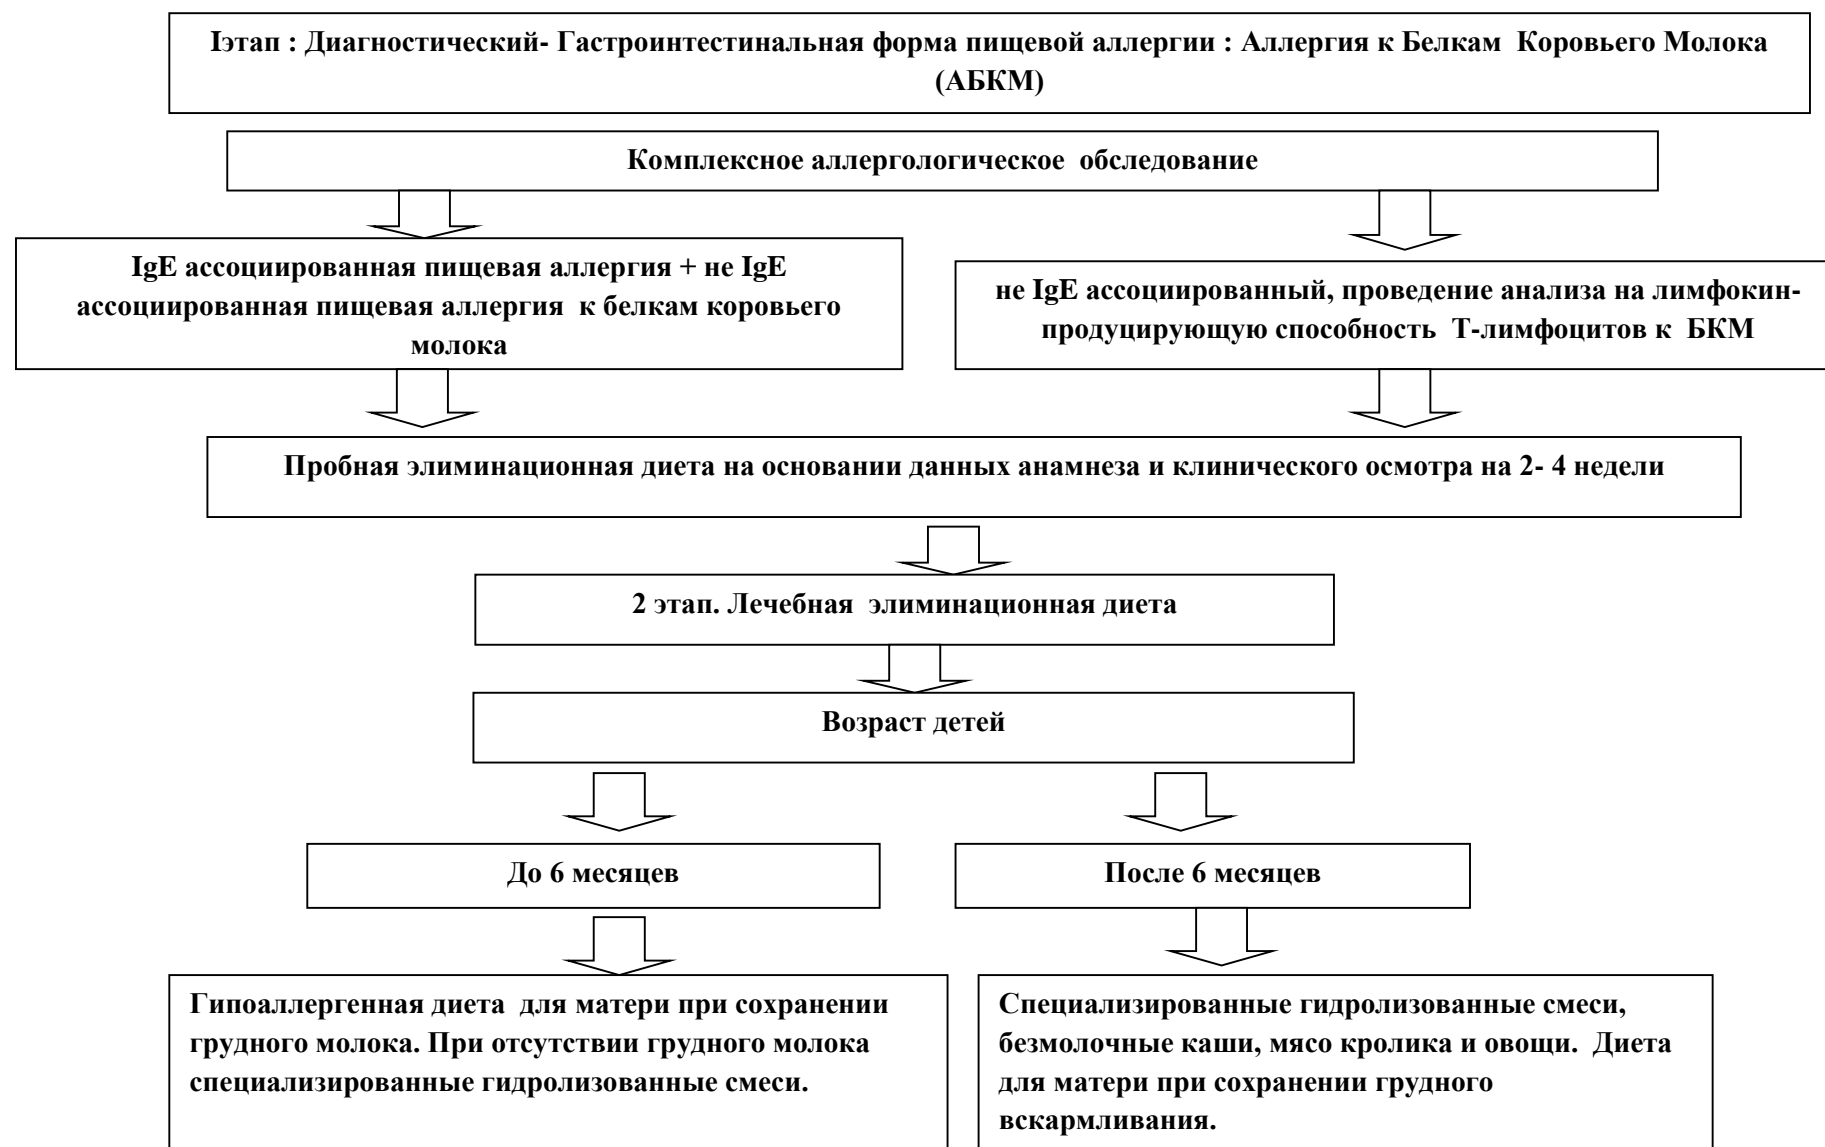 Iэтап : Диагностический- Гастроинтестинальная форма пищевой аллергии : Аллергия к Белкам Коровьего Молока
(АБКМ)
Комплексное аллергологическое обследование
IgE ассоциированная пищевая аллергия + не IgE
ассоциированная пищевая аллергия к белкам коровьего
молока
не IgE ассоциированный, проведение анализа на лимфокин-
продуцирующую способность Т-лимфоцитов к БКМ
Пробная элиминационная диета на основании данных анамнеза и клинического осмотра на 2- 4 недели
2 этап. Лечебная элиминационная диета
Возраст детей
До 6 месяцев
После 6 месяцев
Гипоаллергенная диета для матери при сохранении
грудного молока. При отсутствии грудного молока
специализированные гидролизованные смеси.
Специализированные гидролизованные смеси,
безмолочные каши, мясо кролика и овощи. Диета
для матери при сохранении грудного
вскармливания.